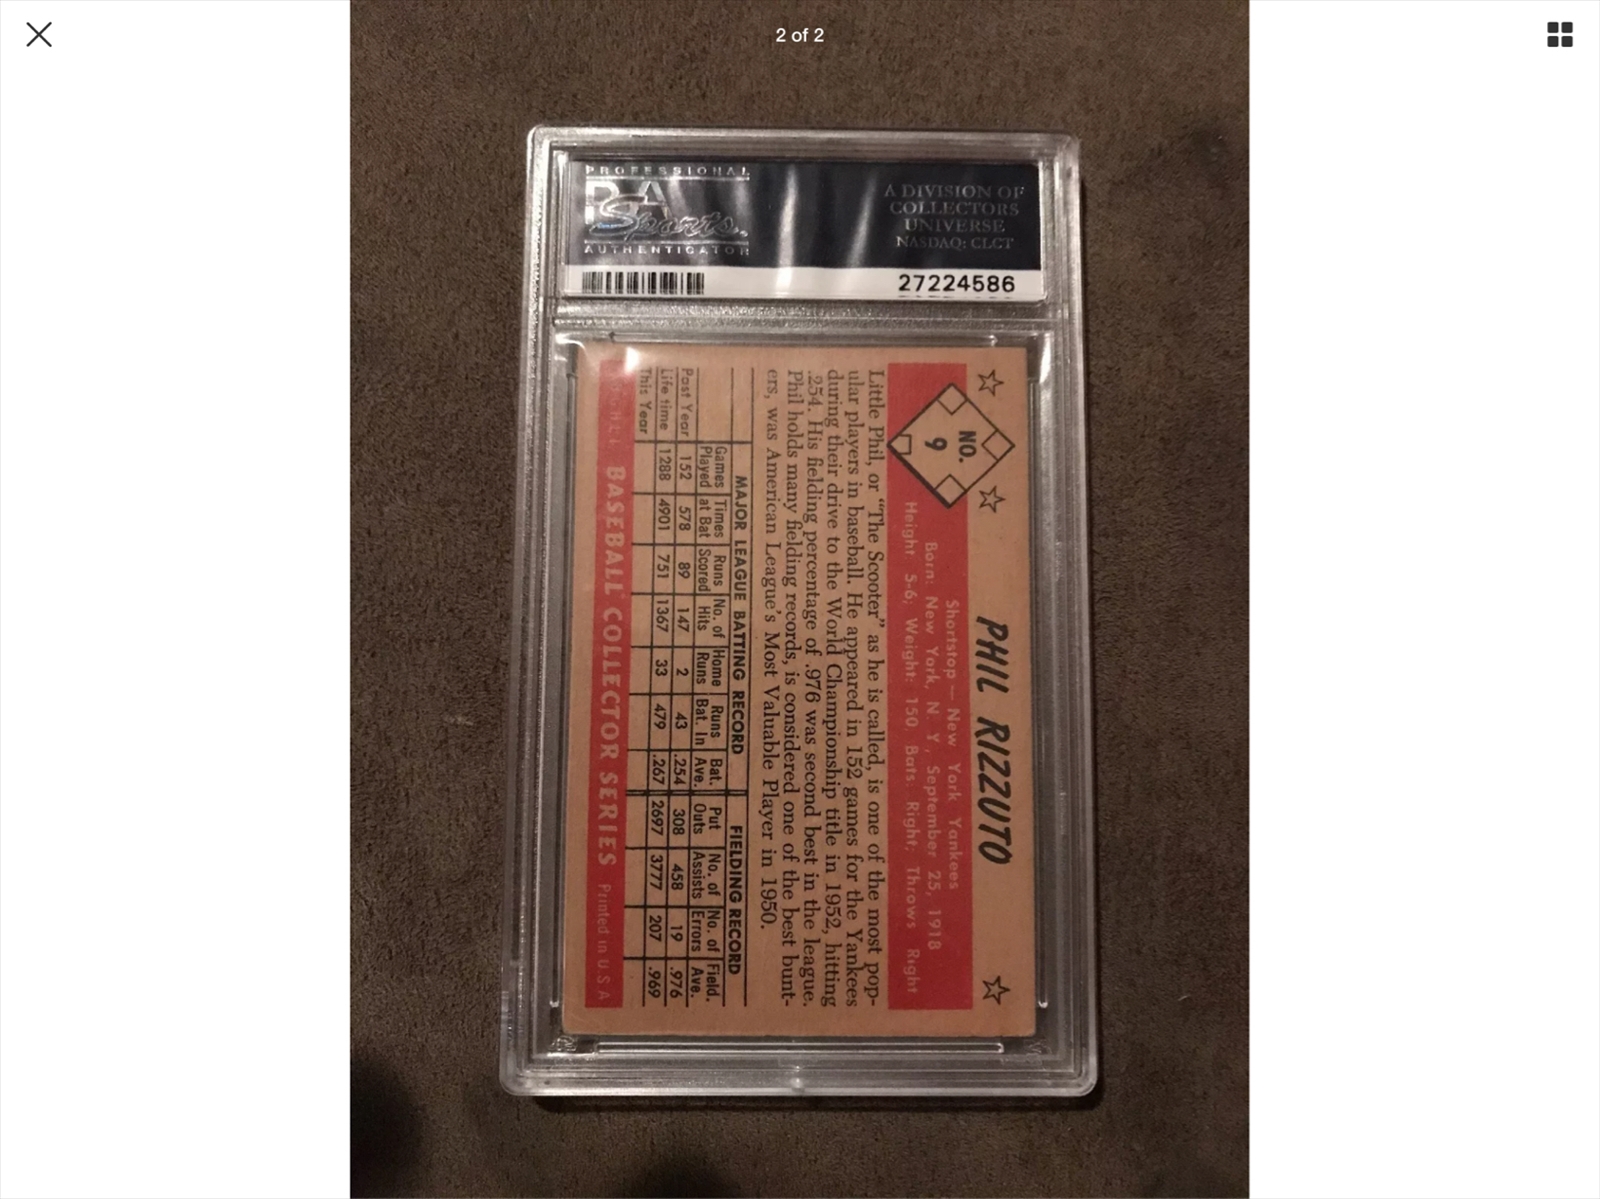 2 of 2
PROFESSIONAL
PSA
Sports
AUTHENTICATOR
A DIVISION OF
COLLECTORS
UNIVERSE
NASDAQ: CLCT
27224586
PHIL RIZZUTO
NO.
9
Shortstop — New York Yankees
Born: New York, N. Y., September 25, 1918
Height 5-6; Weight: 150, Bats: Right; Throws Right
Little Phil, or "The Scooter" as he is called, is one of the most pop-
ular players in baseball. He appeared in 152 games for the Yankees
during their drive to the World Championship title in 1952, hitting
.254. His fielding percentage of .976 was second best in the league.
Phil holds many fielding records, is considered one of the best bunt-
ers, was American League's Most Valuable Player in 1950.
MAJOR LEAGUE BATTING RECORD FIELDING RECORD
Games Times Runs No. of Home Runs Bat. Put No. of No. of Field.
Played at Bat Scored Hits Runs Bat. In Ave. Outs Assists Errors Ave.
Past Year 152 578 89 147 2 43 .254 308 458 19 .976
Life time 1288 4901 751 1367 33 479 .267 2697 3777 207 .969
This Year
BASEBALL COLLECTOR SERIES Printed in U S A